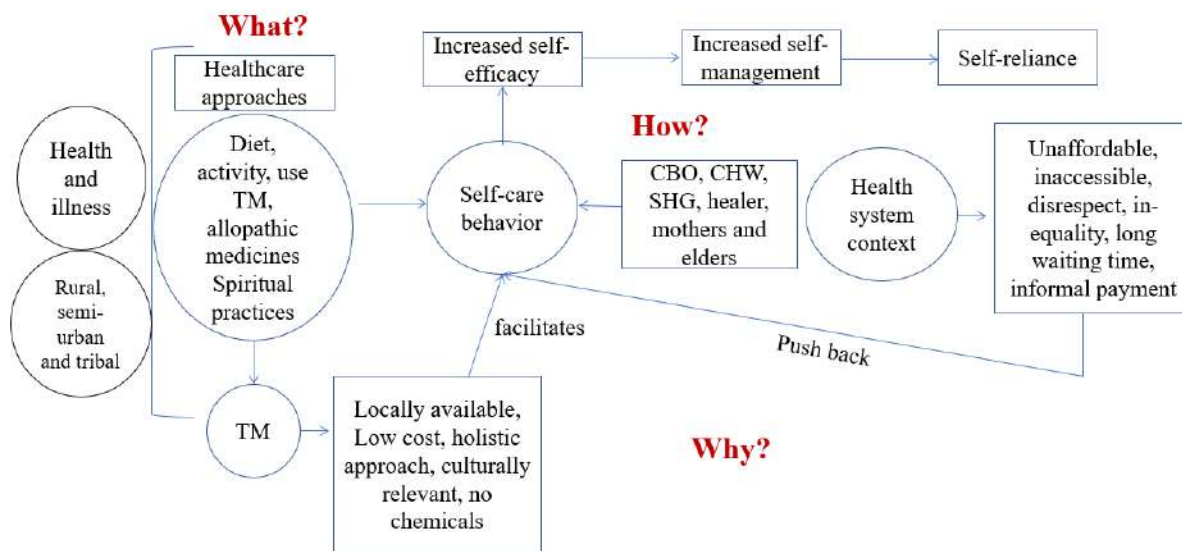 What?
Healthcare
approaches
Health
and
illness
Rural,
semi-
urban
and tribal
Diet,
activity, use
TM,
allopathic
medicines
Spiritual
practices
TM
Locally available,
Low cost, holistic
approach, culturally
relevant, no
chemicals
facilitates
Self-care
behavior
Increased self-
efficacy
Increased self-
management
Self-reliance
How?
CBO, CHW,
SHG, healer,
mothers and
elders
Health
system
context
Unaffordable,
inaccessible,
disrespect, in-
equality, long
waiting time,
informal payment
Push back
Why?